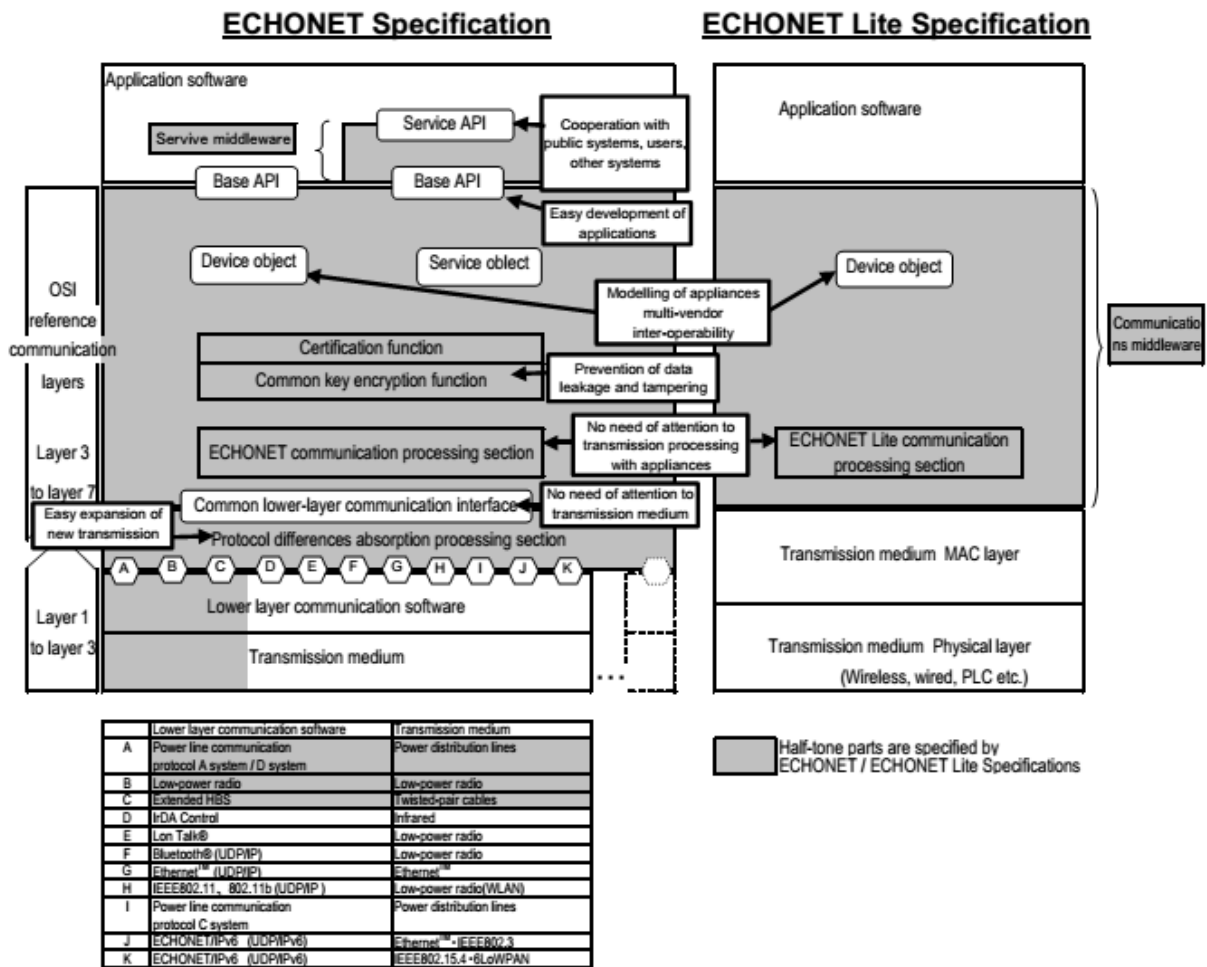 ECHONET Specification
ECHONET Lite Specification
Application software
Servive middleware
Service API
Cooperation with
public systems, users,
other systems
Base API
Base API
Easy development of
applications
Device object
Service oblect
Modelling of appliances
multi-vendor
inter-operability
Certification function
Common key encryption function
Prevention of data
leakage and tampering
ECHONET communication processing section
No need of attention to
transmission processing
with appliances
Common lower-layer communication interface
No need of attention to
transmission medium
Easy expansion of
new transmission
Protocol differences absorption processing section
A B C D E F G H I J K
Lower layer communication software
Transmission medium
...
OSI
reference
communication
layers
Layer 3
to layer 7
Layer 1
to layer 3
Application software
Device object
ECHONET Lite communication
processing section
Communicatio
ns middleware
Transmission medium MAC layer
Transmission medium Physical layer
(Wireless, wired, PLC etc.)
Lower layer communication software Transmission medium
A Power line communication Power distribution lines
protocol A system / D system
B Low-power radio Low-power radio
C Extended HBS Twisted-pair cables
D IrDA Control Infrared
E Lon Talk® Low-power radio
F Bluetooth® (UDP/IP) Low-power radio
G Ethernet™ (UDP/IP) Ethernet™
H IEEE802.11、802.11b (UDP/IP ) Low-power radio(WLAN)
I Power line communication Power distribution lines
protocol C system
J ECHONET/IPv6 (UDP/IPv6) Ethernet™・IEEE802.3
K ECHONET/IPv6 (UDP/IPv6) IEEE802.15.4・6LoWPAN
Half-tone parts are specified by
ECHONET / ECHONET Lite Specifications